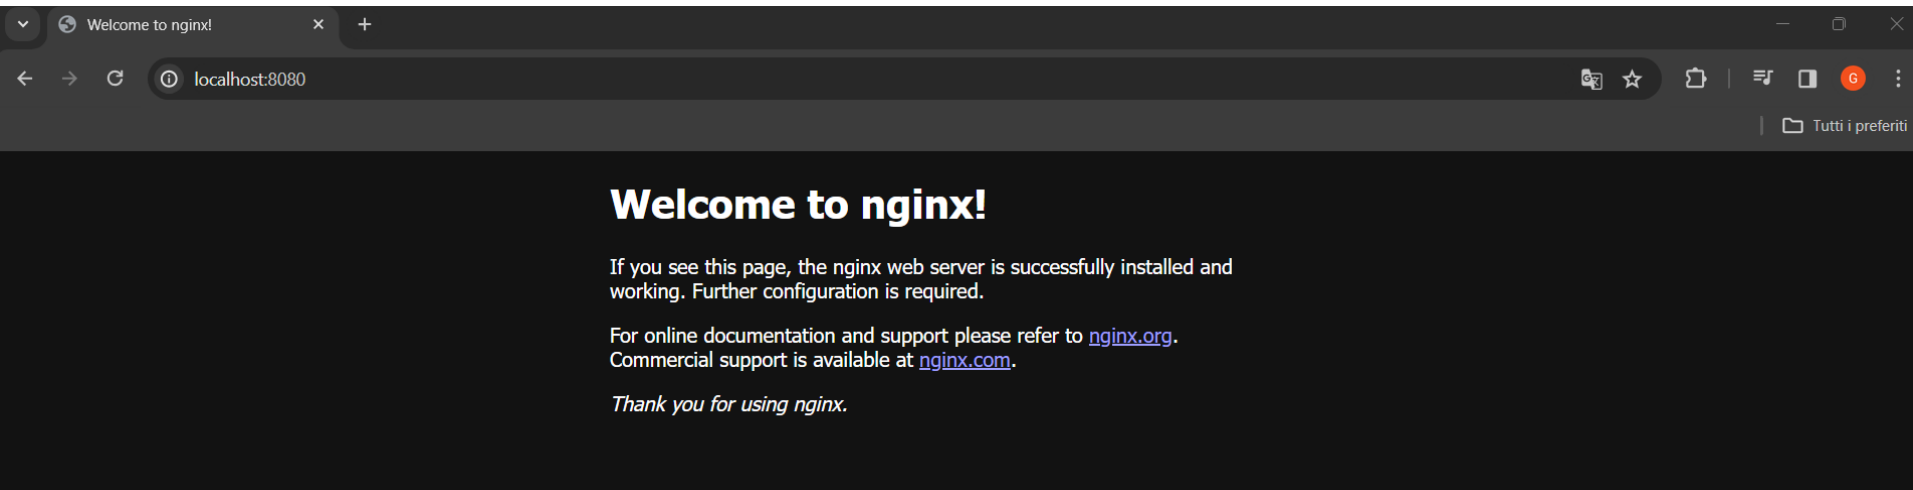 Welcome to nginx!
localhost:8080
G
Tutti i preferiti
Welcome to nginx!
If you see this page, the nginx web server is successfully installed and
working. Further configuration is required.
For online documentation and support please refer to nginx.org.
Commercial support is available at nginx.com.
Thank you for using nginx.